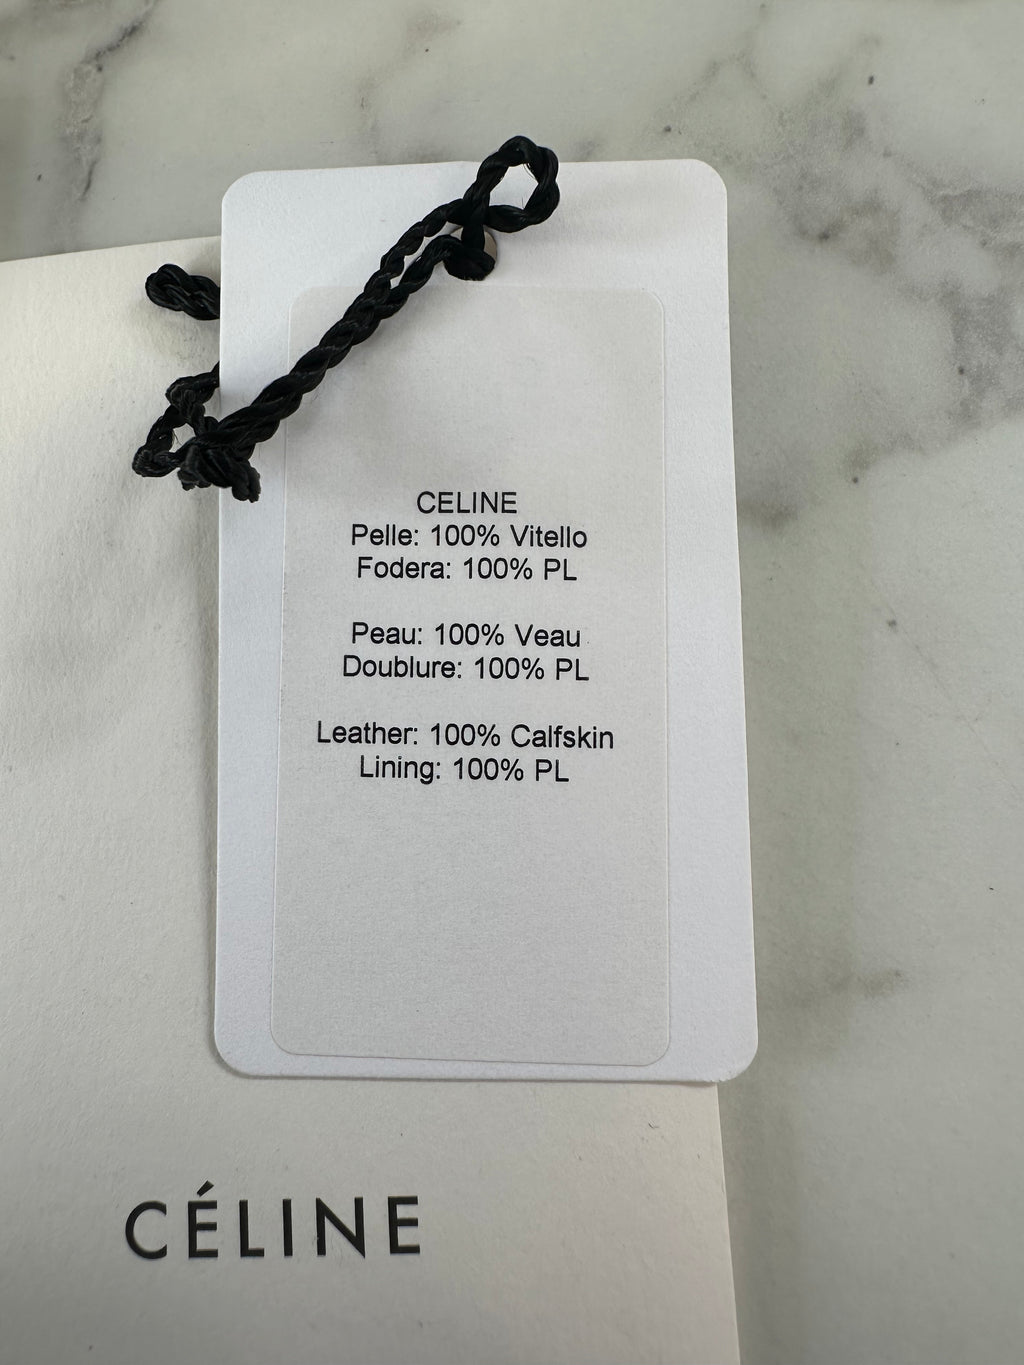 CELINE
Pelle: 100% Vitello
Fodera: 100% PL
Peau: 100% Veau
Doublure: 100% PL
Leather: 100% Calfskin
Lining: 100% PL
CÉLINE